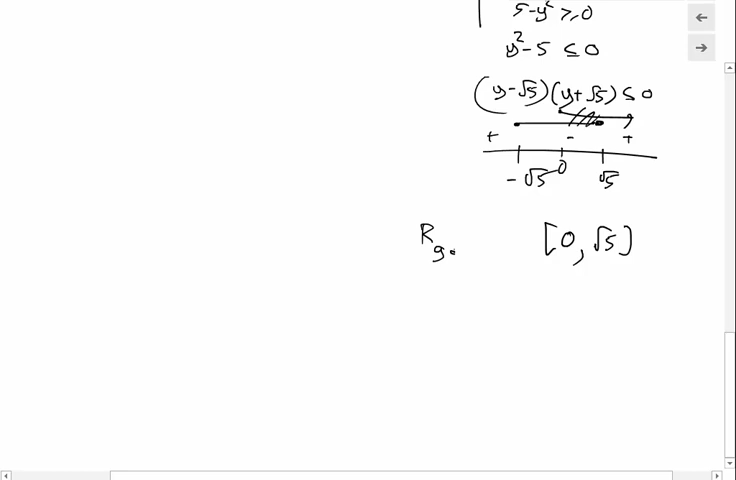 5-y² ≥ 0
y²-5 ≤ 0
(y-√5)(y+√5) ≤ 0
+ - +
-√5 0 √5
R_g. [0, √5]